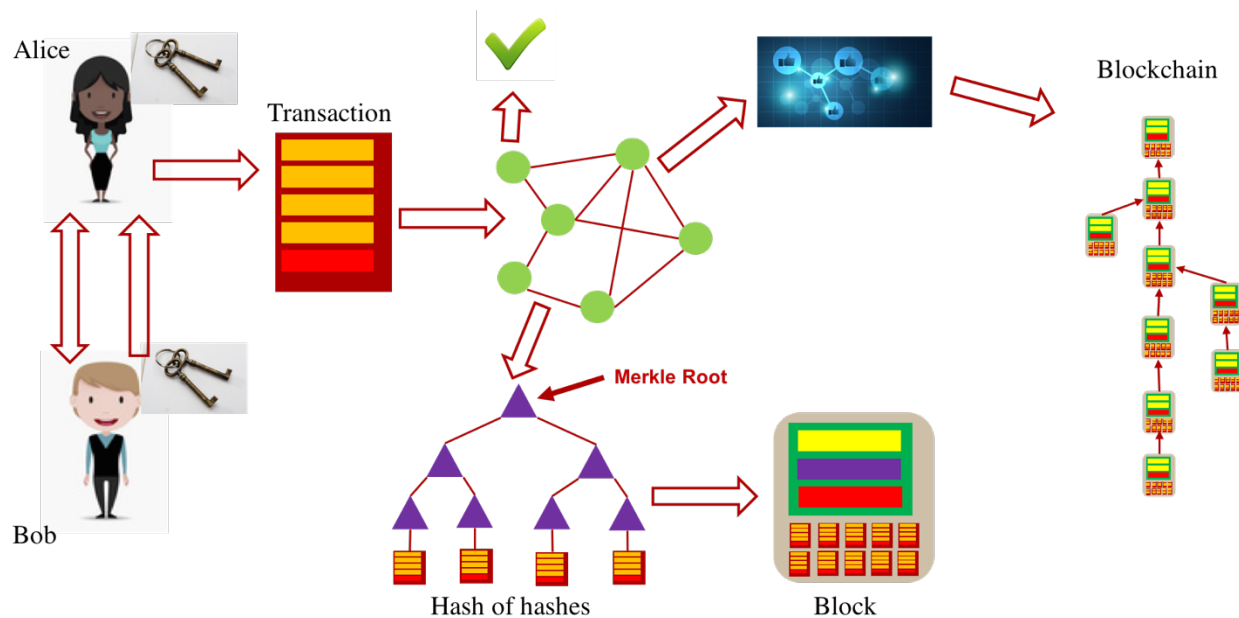 Alice
Transaction
Blockchain
Merkle Root
Bob
Hash of hashes
Block